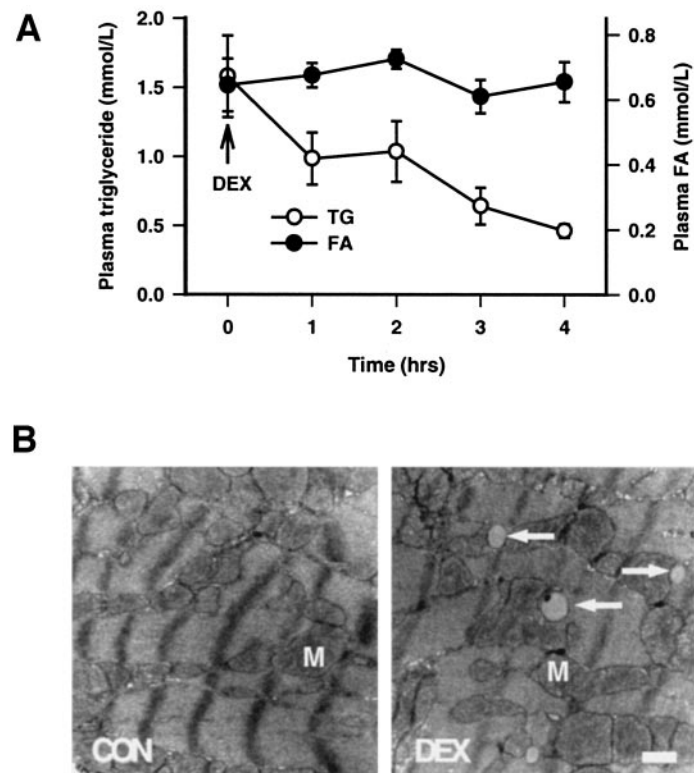 A
Plasma triglyceride (mmol/L)
2.0
1.5
1.0
0.5
0.0
DEX
TG
FA
0.8
0.6
0.4
0.2
0.0
Plasma FA (mmol/L)
0 1 2 3 4
Time (hrs)
B
M
CON
M
DEX